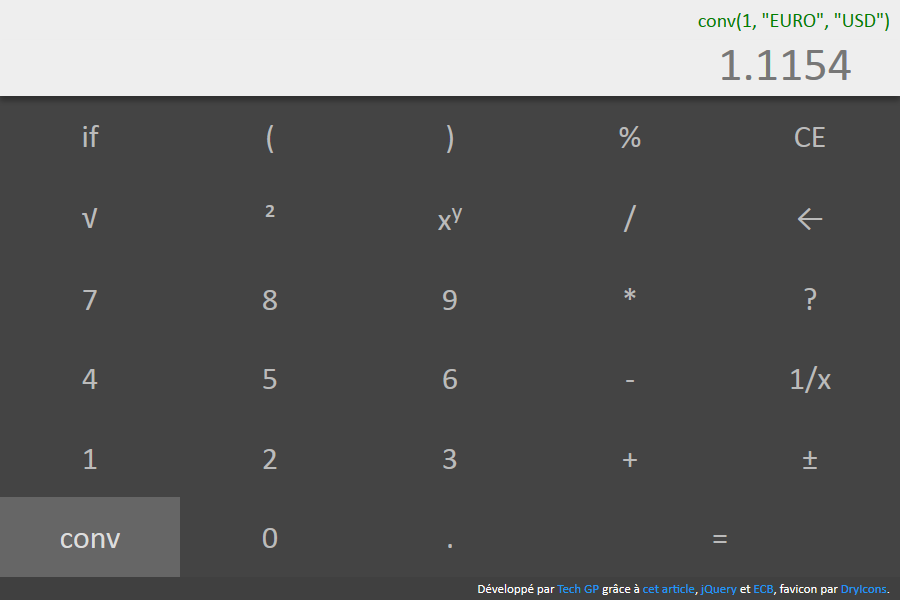 conv(1, "EURO", "USD")
1.1154
if ( ) % CE
√ ² xʸ / ←
7 8 9 * ?
4 5 6 - 1/x
1 2 3 + ±
conv 0 . =
Développé par Tech GP grâce à cet article, jQuery et ECB, favicon par DryIcons.